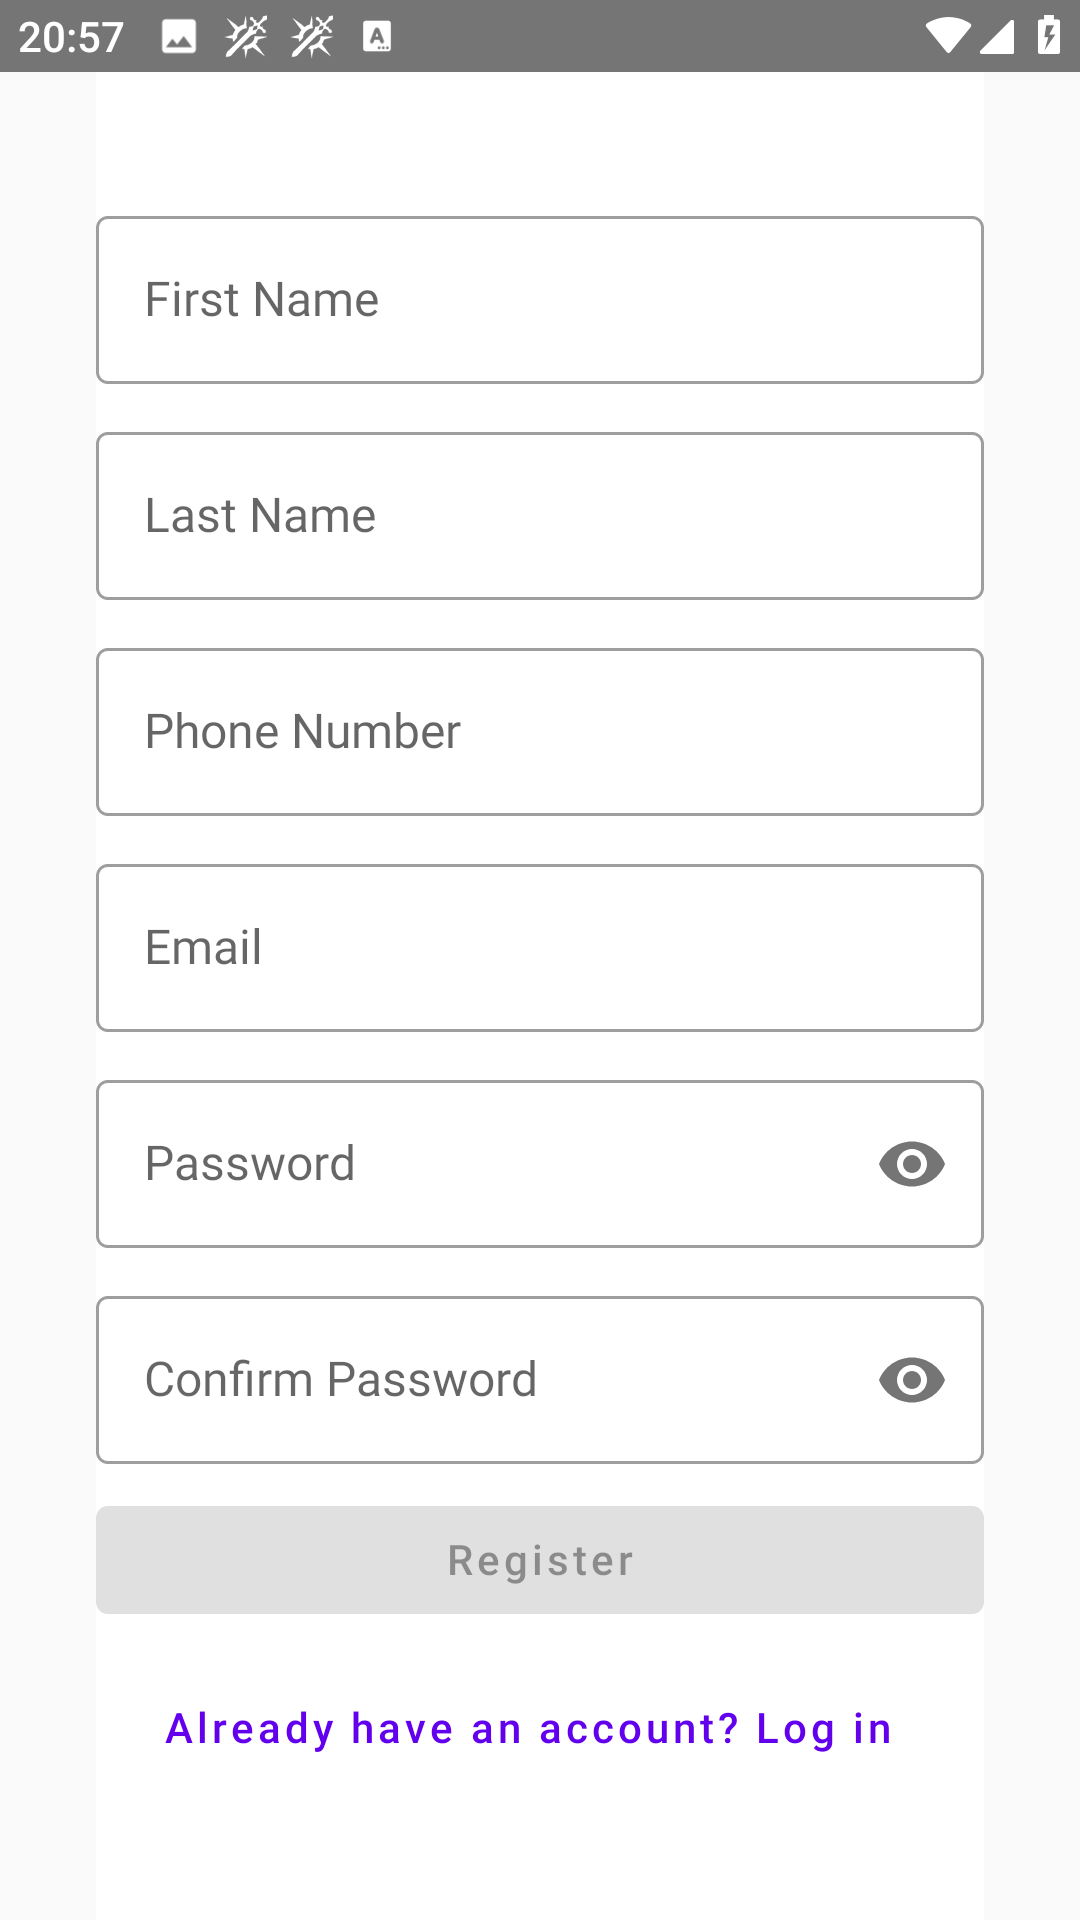 20:57
First Name
Last Name
Phone Number
Email
Password
Confirm Password
Register
Already have an account? Log in